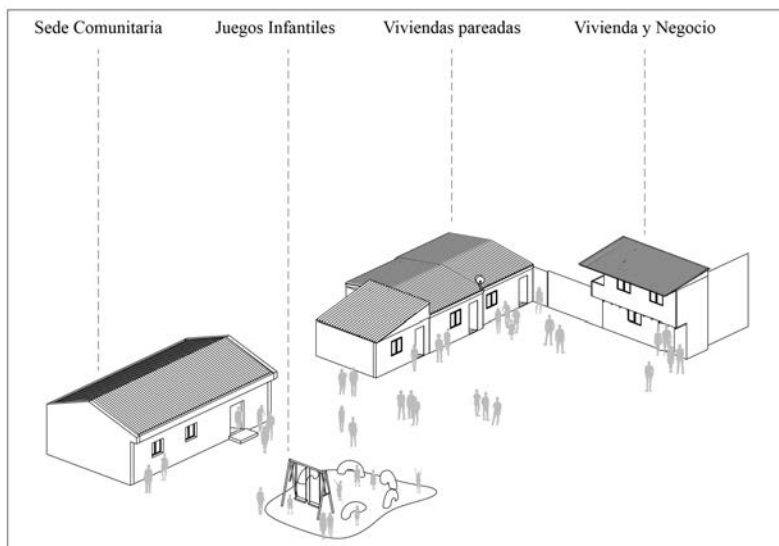 Sede Comunitaria
Juegos Infantiles
Viviendas pareadas
Vivienda y Negocio